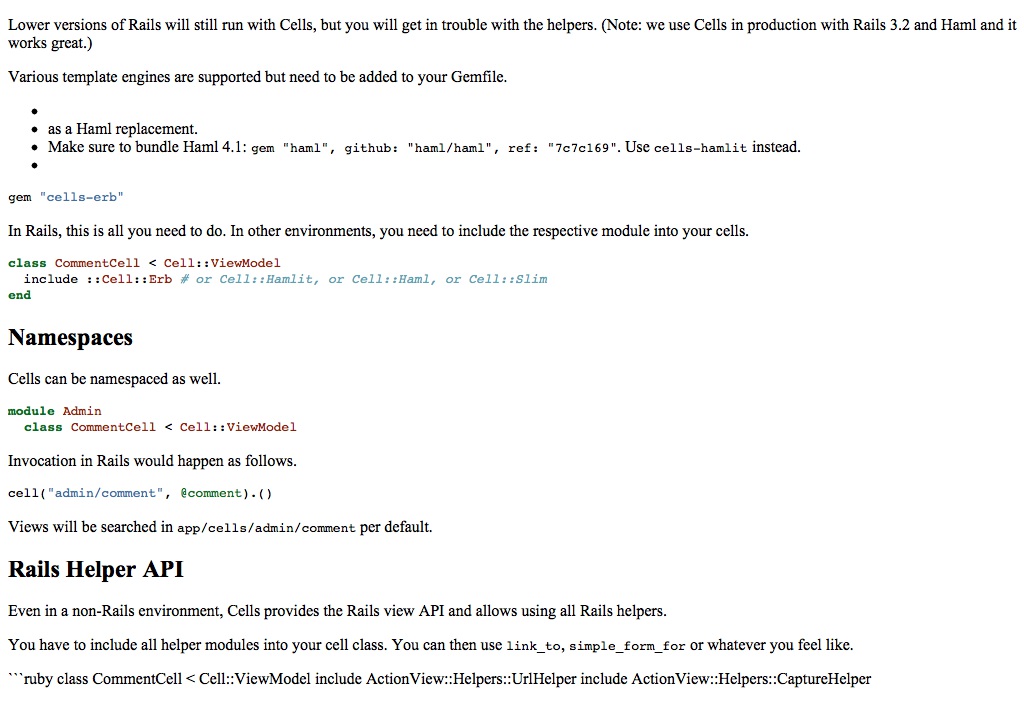 Lower versions of Rails will still run with Cells, but you will get in trouble with the helpers. (Note: we use Cells in production with Rails 3.2 and Haml and it
works great.)
Various template engines are supported but need to be added to your Gemfile.
•
• as a Haml replacement.
• Make sure to bundle Haml 4.1: gem "haml", github: "haml/haml", ref: "7c7c169". Use cells-hamlit instead.
•
gem "cells-erb"
In Rails, this is all you need to do. In other environments, you need to include the respective module into your cells.
class CommentCell < Cell::ViewModel
  include ::Cell::Erb # or Cell::Hamlit, or Cell::Haml, or Cell::Slim
end
Namespaces
Cells can be namespaced as well.
module Admin
  class CommentCell < Cell::ViewModel
Invocation in Rails would happen as follows.
cell("admin/comment", @comment).()
Views will be searched in app/cells/admin/comment per default.
Rails Helper API
Even in a non-Rails environment, Cells provides the Rails view API and allows using all Rails helpers.
You have to include all helper modules into your cell class. You can then use link_to, simple_form_for or whatever you feel like.
```ruby class CommentCell < Cell::ViewModel include ActionView::Helpers::UrlHelper include ActionView::Helpers::CaptureHelper